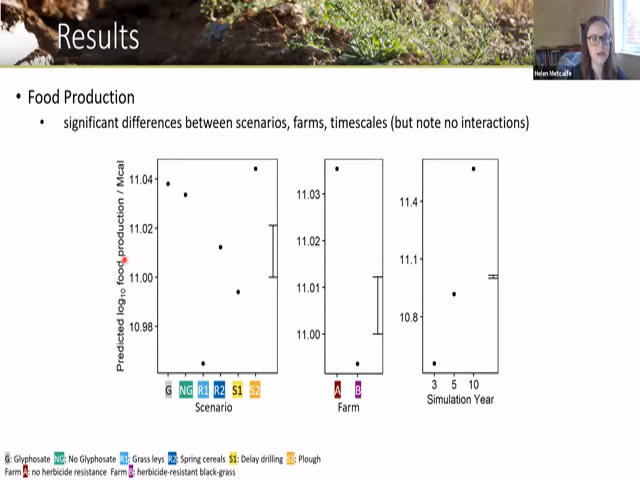 Results
Helen Metcalfe
• Food Production
• significant differences between scenarios, farms, timescales (but note no interactions)
Predicted log10 food production / Mcal
11.04
11.02
11.00
10.98
G NG R1 R2 S1 S2
Scenario
11.03
11.02
11.01
11.00
A B
Farm
11.4
11.1
10.8
3 5 10
Simulation Year
G: Glyphosate NG: No Glyphosate R1: Grass leys R2: Spring cereals S1: Delay drilling S2: Plough
Farm A: no herbicide resistance Farm B: herbicide-resistant black-grass